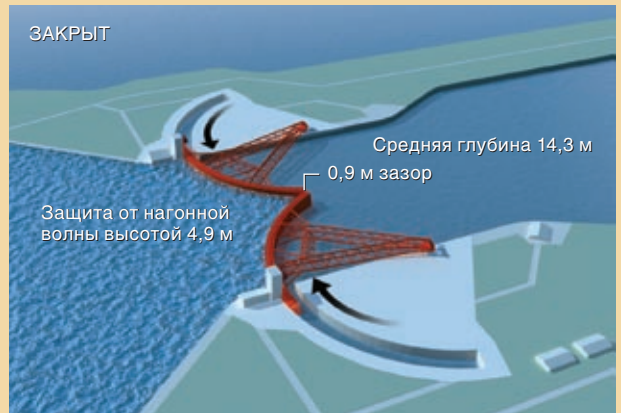 ЗАКРЫТ
Средняя глубина 14,3 м
0,9 м зазор
Защита от нагонной
волны высотой 4,9 м